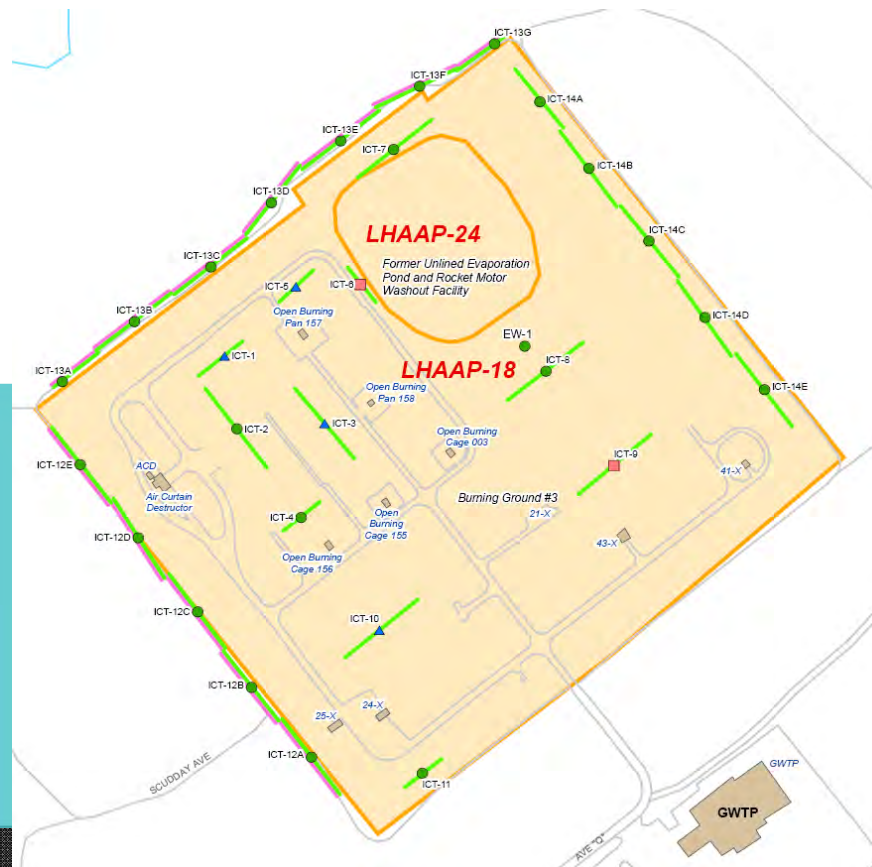 ICT-13G
ICT-13F
ICT-14A
ICT-13E
ICT-7
ICT-14B
ICT-13D
LHAAP-24
ICT-14C
ICT-13C
Former Unlined Evaporation
Pond and Rocket Motor
Washout Facility
ICT-5
ICT-6
Open Burning
Pan 157
ICT-13B
ICT-14D
EW-1
ICT-1
ICT-8
LHAAP-18
ICT-13A
Open Burning
Pan 158
ICT-14E
ICT-2
ICT-3
Open Burning
Cage 003
ICT-12E
ACD
ICT-9
41-X
Air Curtain
Destructor
Burning Ground #3
21-X
ICT-4
Open
Burning
Cage 155
ICT-12D
43-X
Open Burning
Cage 156
ICT-12C
ICT-10
ICT-12B
24-X
25-X
ICT-12A
SCUDDAY AVE
ICT-11
GWTP
GWTP
AVE "Q"